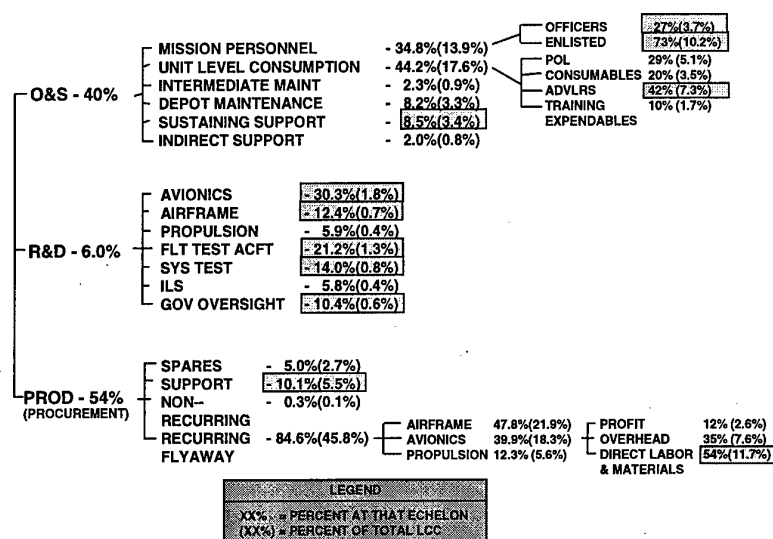 OFFICERS 27%(3.7%)
ENLISTED 73%(10.2%)
MISSION PERSONNEL - 34.8%(13.9%)
UNIT LEVEL CONSUMPTION - 44.2%(17.6%)
POL 29% (5.1%)
CONSUMABLES 20% (3.5%)
ADVLRS 42% (7.3%)
TRAINING 10% (1.7%)
EXPENDABLES
O&S - 40%
INTERMEDIATE MAINT - 2.3%(0.9%)
DEPOT MAINTENANCE - 8.2%(3.3%)
SUSTAINING SUPPORT - 8.5%(3.4%)
INDIRECT SUPPORT - 2.0%(0.8%)
R&D - 6.0%
AVIONICS - 30.3%(1.8%)
AIRFRAME - 12.4%(0.7%)
PROPULSION - 5.9%(0.4%)
FLT TEST ACFT - 21.2%(1.3%)
SYS TEST - 14.0%(0.8%)
ILS - 5.8%(0.4%)
GOV OVERSIGHT - 10.4%(0.6%)
PROD - 54%
(PROCUREMENT)
SPARES - 5.0%(2.7%)
SUPPORT - 10.1%(5.5%)
NON- - 0.3%(0.1%)
RECURRING
RECURRING - 84.6%(45.8%)
FLYAWAY
AIRFRAME 47.8%(21.9%)
AVIONICS 39.9%(18.3%)
PROPULSION 12.3% (5.6%)
PROFIT 12% (2.6%)
OVERHEAD 35% (7.6%)
DIRECT LABOR 54%(11.7%)
& MATERIALS
LEGEND
XX% = PERCENT AT THAT ECHELON
(XX%) = PERCENT OF TOTAL LCC